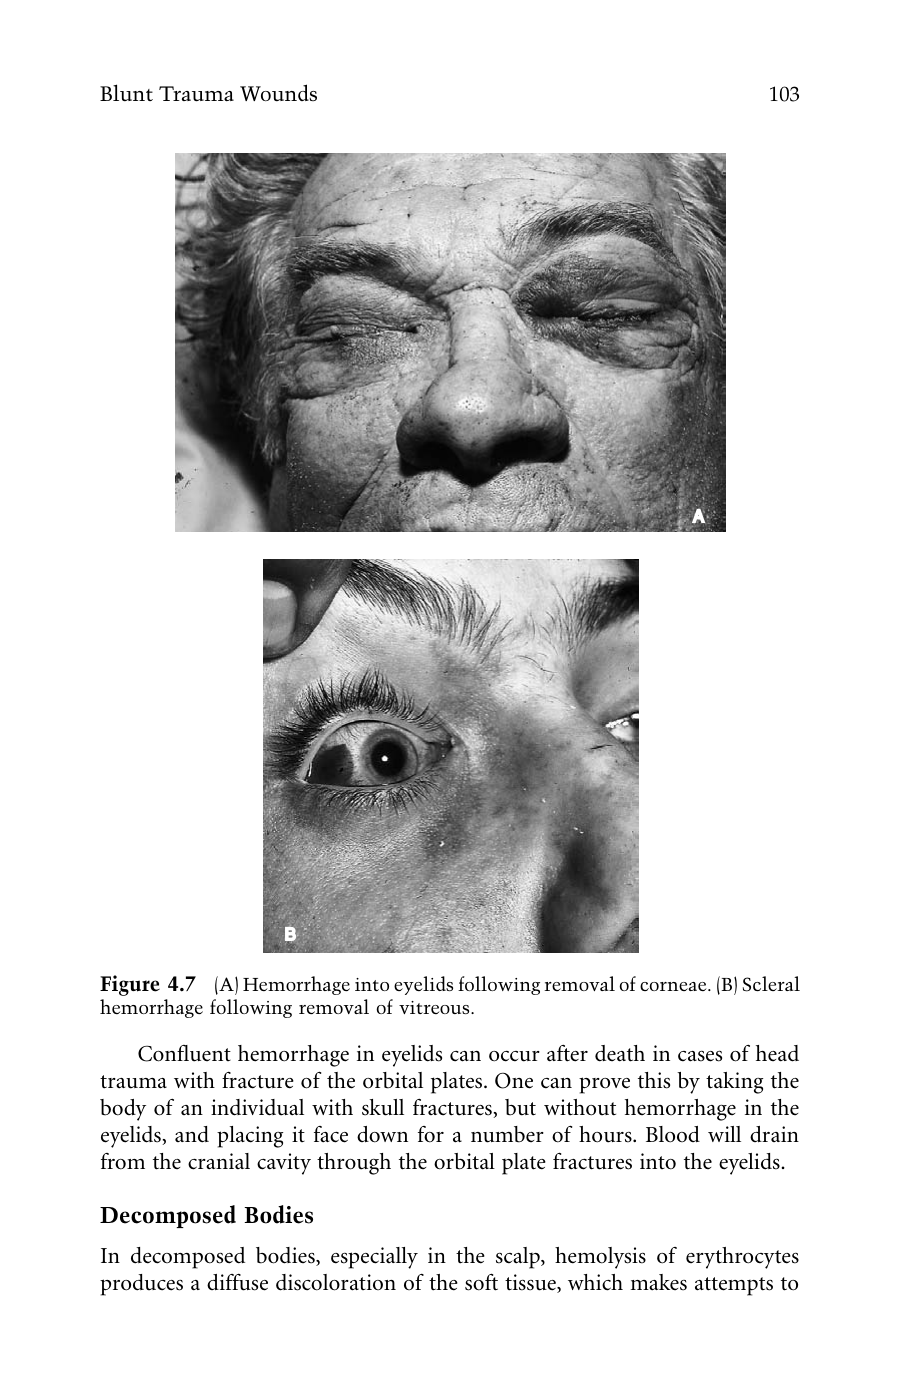 Blunt Trauma Wounds 103
A
B
Figure 4.7 (A) Hemorrhage into eyelids following removal of corneae. (B) Scleral
hemorrhage following removal of vitreous.
Confluent hemorrhage in eyelids can occur after death in cases of head
trauma with fracture of the orbital plates. One can prove this by taking the
body of an individual with skull fractures, but without hemorrhage in the
eyelids, and placing it face down for a number of hours. Blood will drain
from the cranial cavity through the orbital plate fractures into the eyelids.
Decomposed Bodies
In decomposed bodies, especially in the scalp, hemolysis of erythrocytes
produces a diffuse discoloration of the soft tissue, which makes attempts to